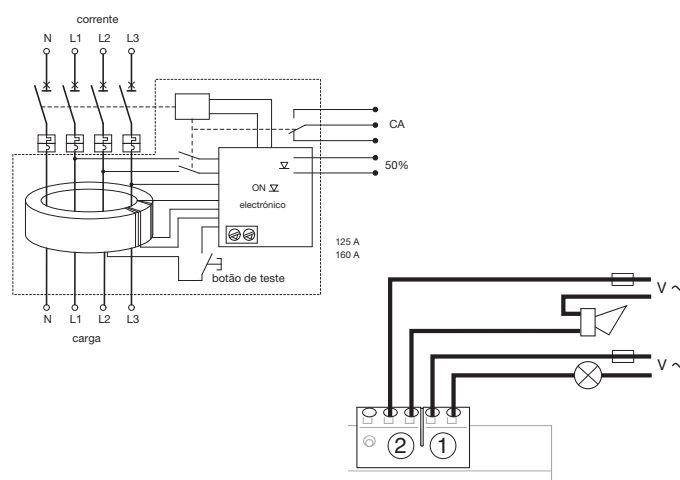 corrente
N L1 L2 L3
CA
50%
ON
electrónico
125 A
160 A
botão de teste
N L1 L2 L3
carga
V ~
V ~
2 1